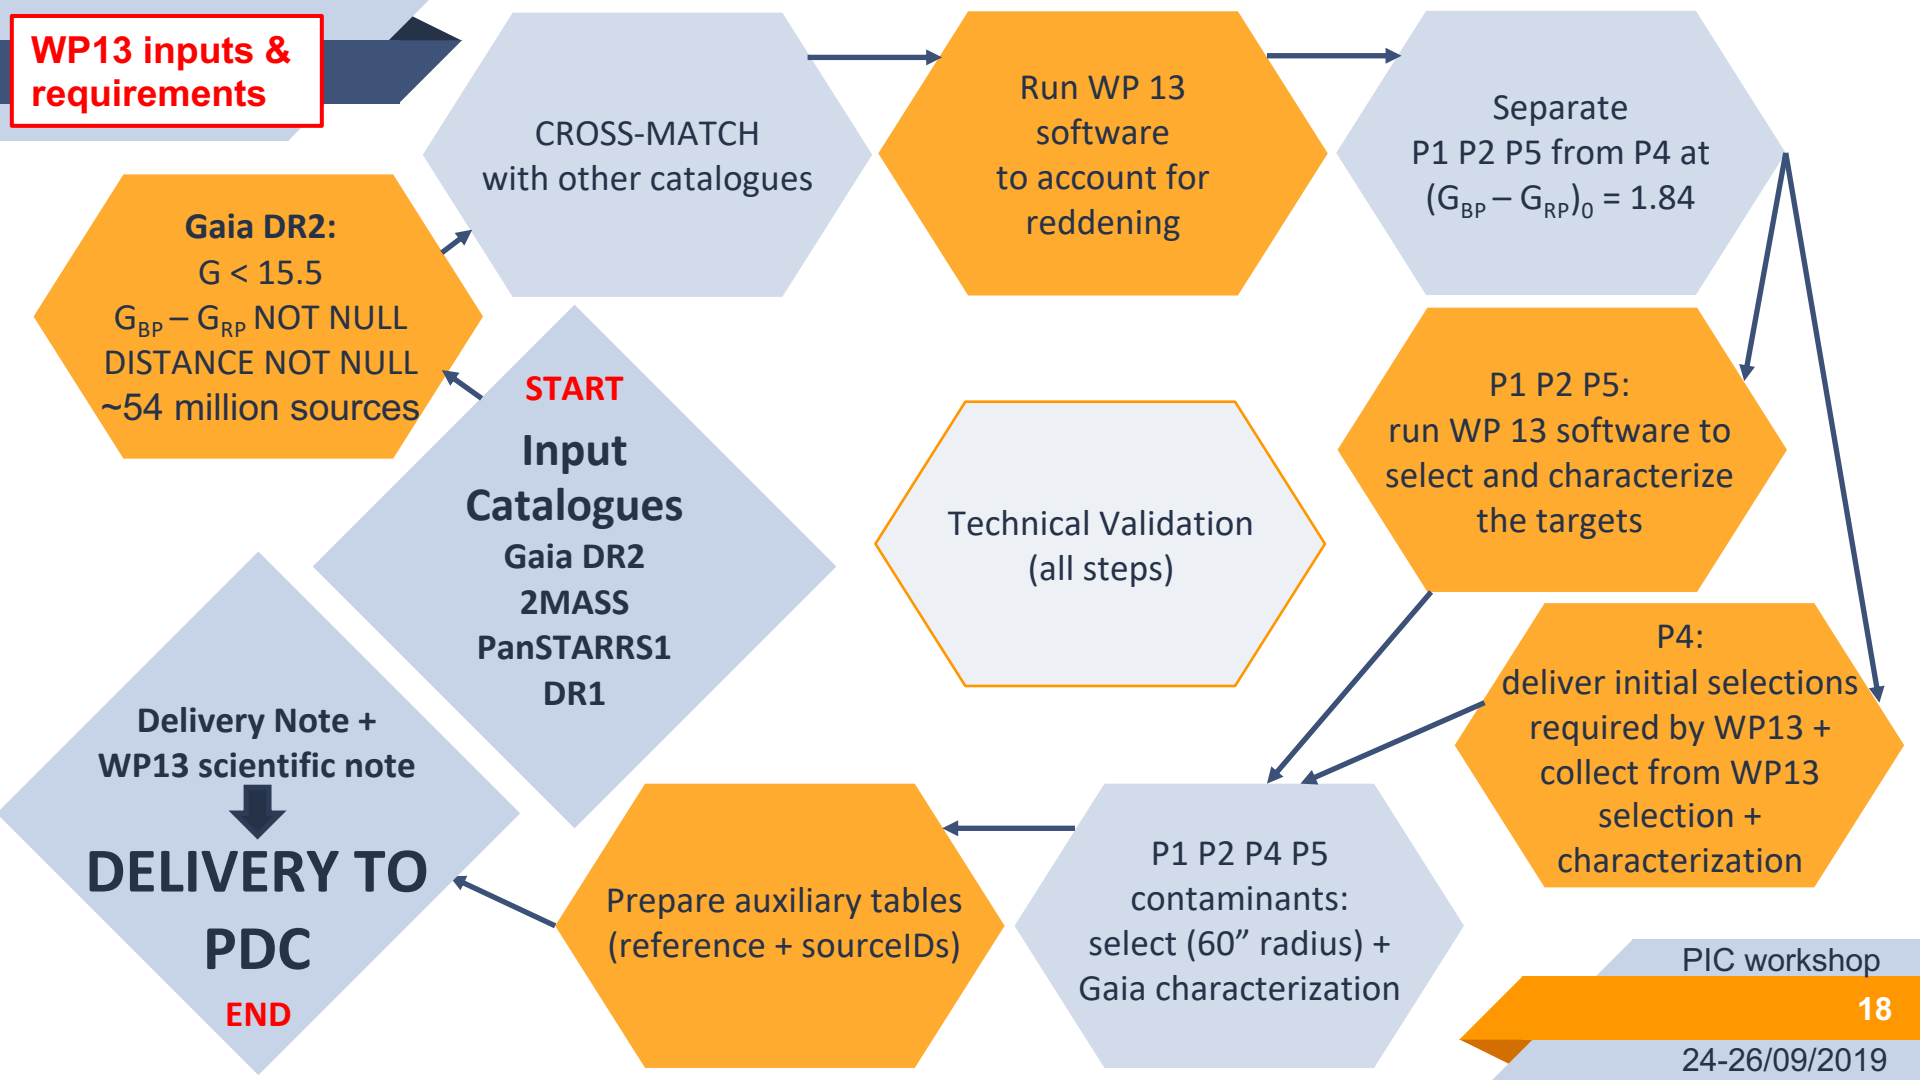 WP13 inputs &
requirements
START
Input
Catalogues
Gaia DR2
2MASS
PanSTARRS1
DR1
Gaia DR2:
G < 15.5
G_BP – G_RP NOT NULL
DISTANCE NOT NULL
~54 million sources
CROSS-MATCH
with other catalogues
Run WP 13
software
to account for
reddening
Separate
P1 P2 P5 from P4 at
(G_BP – G_RP)_0 = 1.84
P1 P2 P5:
run WP 13 software to
select and characterize
the targets
P4:
deliver initial selections
required by WP13 +
collect from WP13
selection +
characterization
Technical Validation
(all steps)
P1 P2 P4 P5
contaminants:
select (60” radius) +
Gaia characterization
Prepare auxiliary tables
(reference + sourceIDs)
Delivery Note +
WP13 scientific note
DELIVERY TO
PDC
END
PIC workshop
18
24-26/09/2019